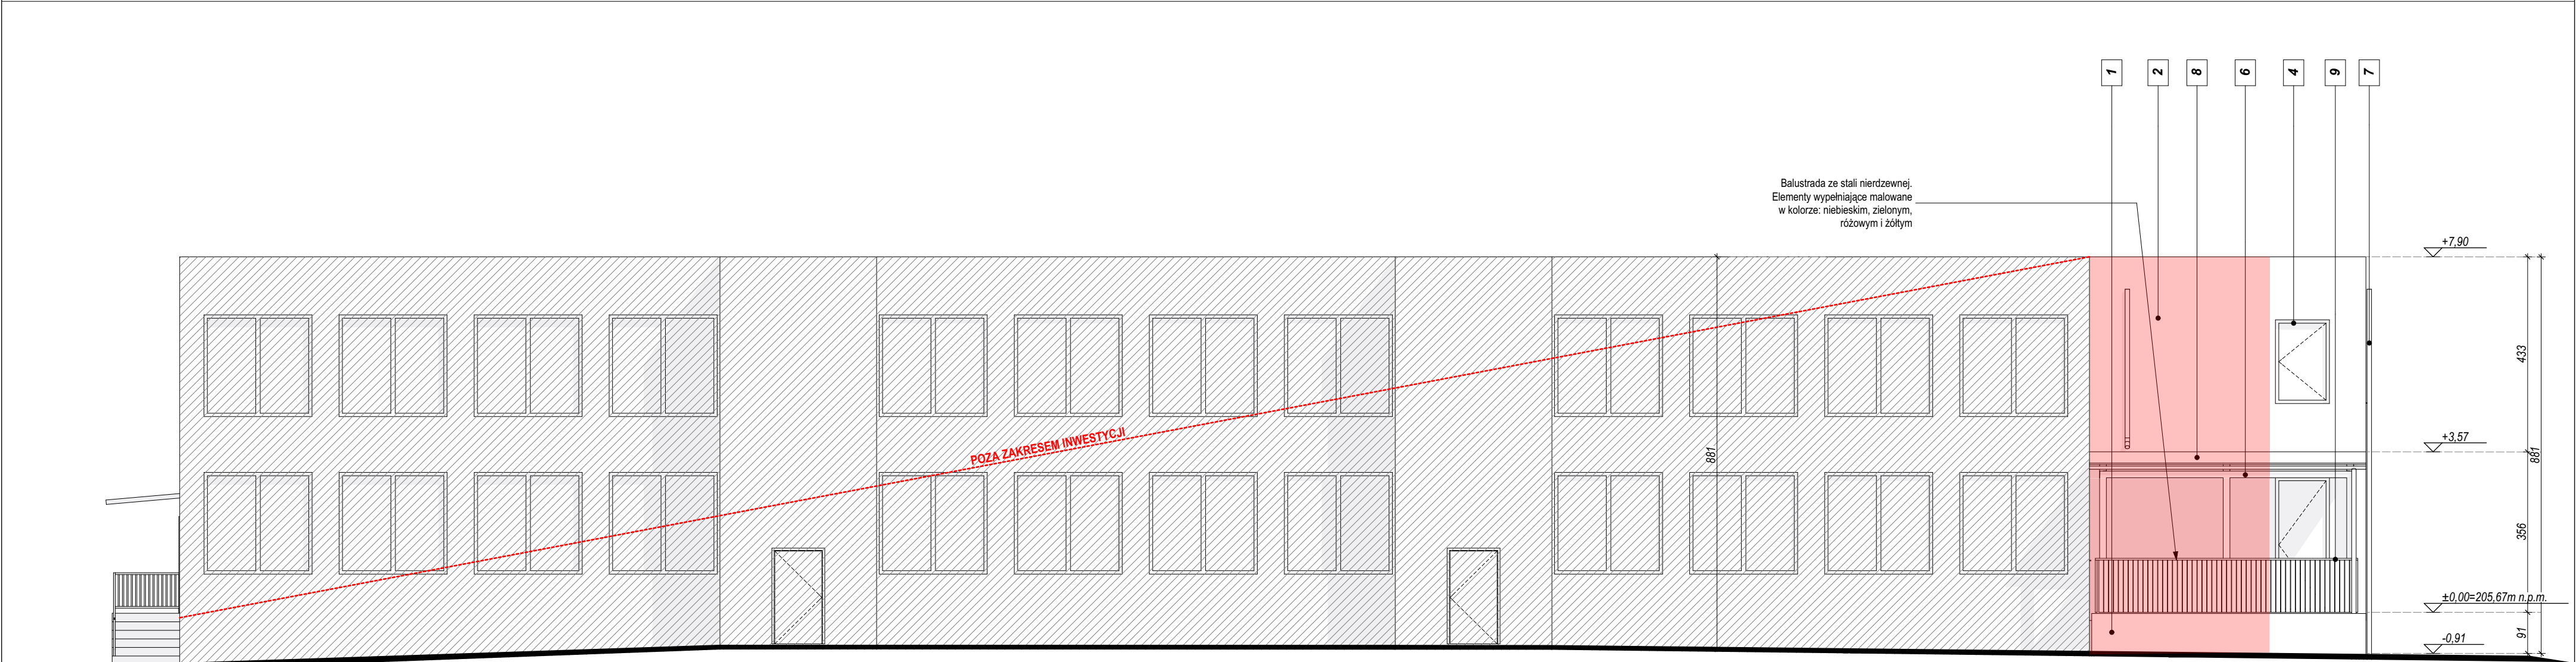 1
2
8
6
4
9
7
Balustrada ze stali nierdzewnej.
Elementy wypełniające malowane
w kolorze: niebieskim, zielonym,
różowym i żółtym
+7,90
433
POZA ZAKRESEM INWESTYCJI
881
+3,57
881
356
±0,00=205,67m n.p.m.
91
-0,91